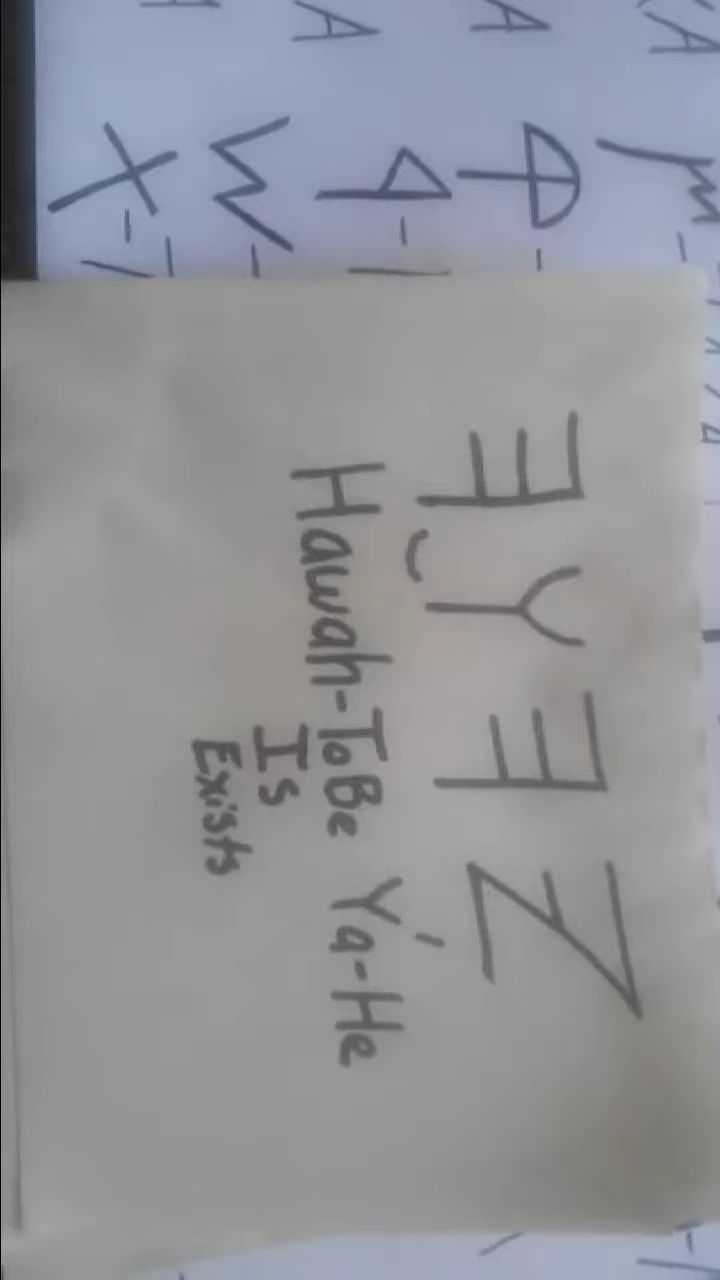 𐤉𐤄𐤅𐤄
Hawah-ToBe Ya-He
Is
Exists
A 𐤌-
A 𐤒-
A 𐤓-
𐤔-
𐤕-